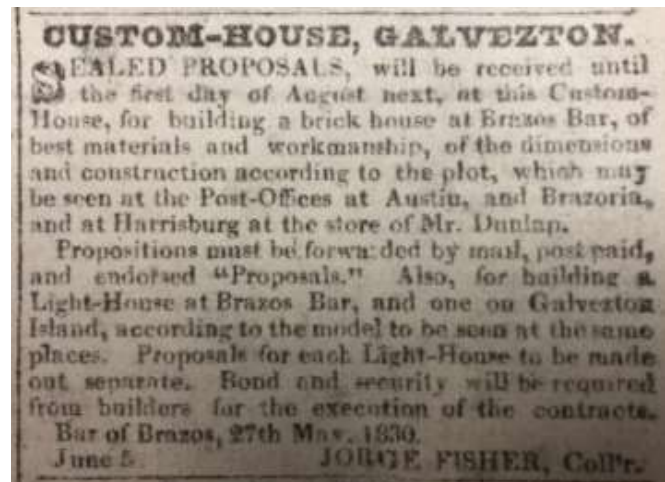 CUSTOM-HOUSE, GALVEZTON.
SEALED PROPOSALS, will be received until
the first day of August next, at this Custom-
House, for building a brick house at Brazos Bar, of
best materials and workmanship, of the dimensions
and construction according to the plot, which may
be seen at the Post-Offices at Austin, and Brazoria,
and at Harrisburg at the store of Mr. Dunlap.
Propositions must be forwarded by mail, post paid,
and endorsed "Proposals." Also, for building a
Light-House at Brazos Bar, and one on Galvezton
Island, according to the model to be seen at the same
places. Proposals for each Light-House to be made
out separate. Bond and security will be required
from builders for the execution of the contracts.
Bar of Brazos, 27th May, 1830.
June 5 JORGE FISHER, Coll'r.